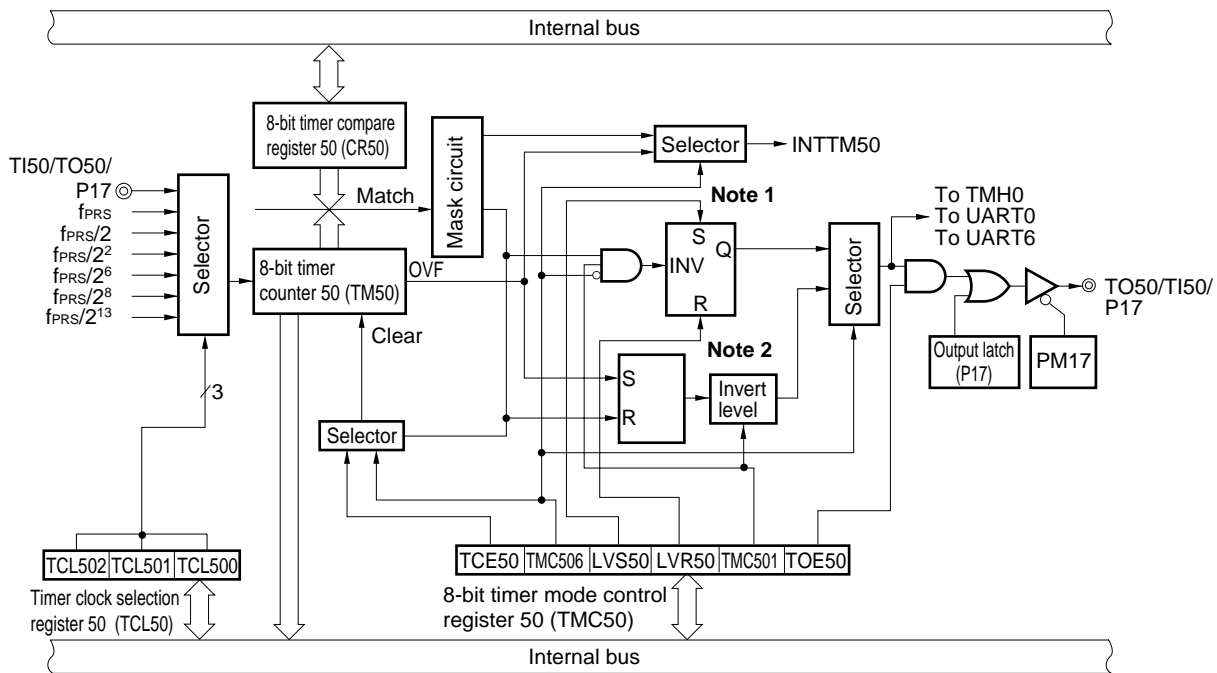 Internal bus
8-bit timer compare
register 50 (CR50)
Mask circuit
Selector
INTTM50
TI50/TO50/
P17
fPRS
fPRS/2
fPRS/2²
fPRS/2⁶
fPRS/2⁸
fPRS/2¹³
Selector
Match
Note 1
8-bit timer
counter 50 (TM50)
OVF
Clear
S
INV
Q
R
Selector
To TMH0
To UART0
To UART6
TO50/TI50/
P17
Output latch
(P17)
PM17
Note 2
S
R
Invert
level
3
Selector
TCL502 TCL501 TCL500
Timer clock selection
register 50 (TCL50)
TCE50 TMC506 LVS50 LVR50 TMC501 TOE50
8-bit timer mode control
register 50 (TMC50)
Internal bus